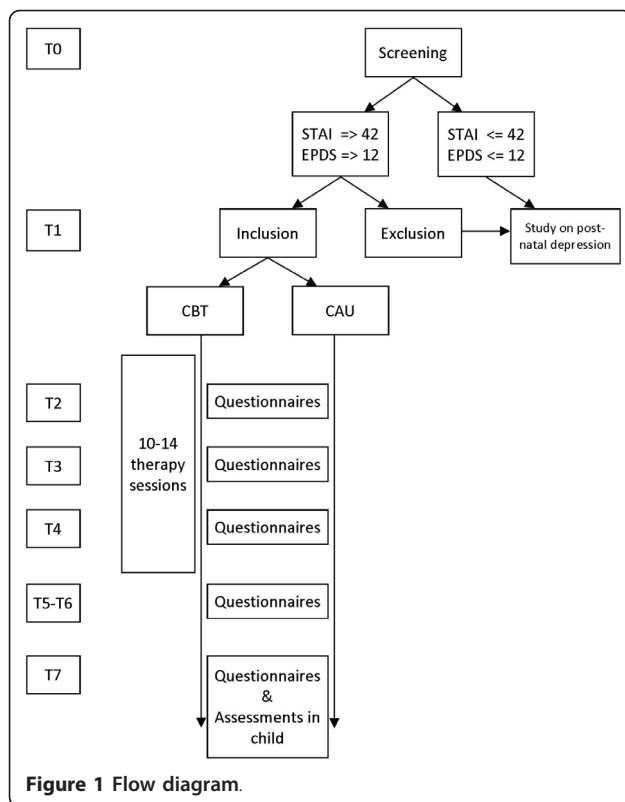 T0
Screening
STAI => 42
EPDS => 12
STAI <= 42
EPDS <= 12
T1
Inclusion
Exclusion
Study on post-
natal depression
CBT
CAU
10-14
therapy
sessions
T2
Questionnaires
T3
Questionnaires
T4
Questionnaires
T5-T6
Questionnaires
T7
Questionnaires
&
Assessments in
child
Figure 1 Flow diagram.